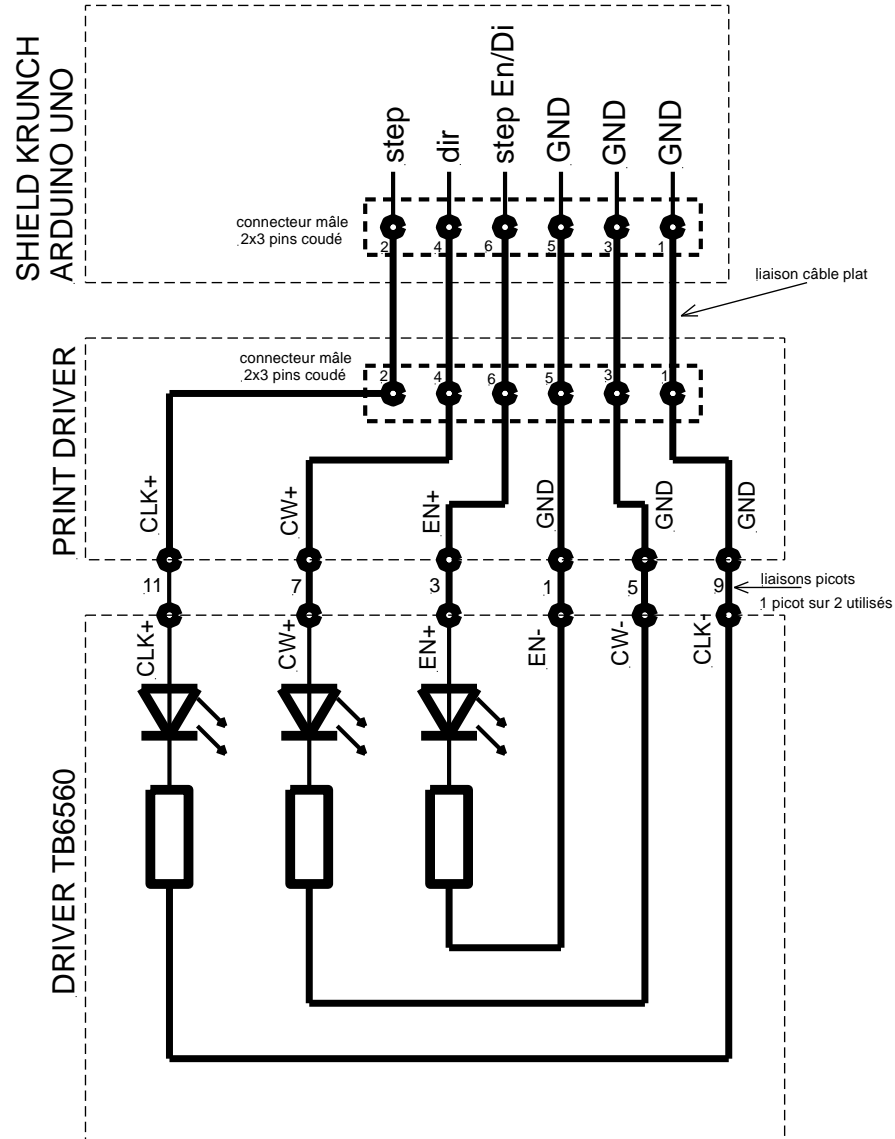 SHIELD KRUNCH
ARDUINO UNO
step
dir
step En/Di
GND
GND
GND
connecteur mâle
2x3 pins coudé
2
4
6
5
3
1
liaison câble plat
PRINT DRIVER
connecteur mâle
2x3 pins coudé
2
4
6
5
3
1
CLK+
CW+
EN+
GND
GND
GND
11
7
3
1
5
9
liaisons picots
1 picot sur 2 utilisés
DRIVER TB6560
CLK+
CW+
EN+
EN-
CW-
CLK-